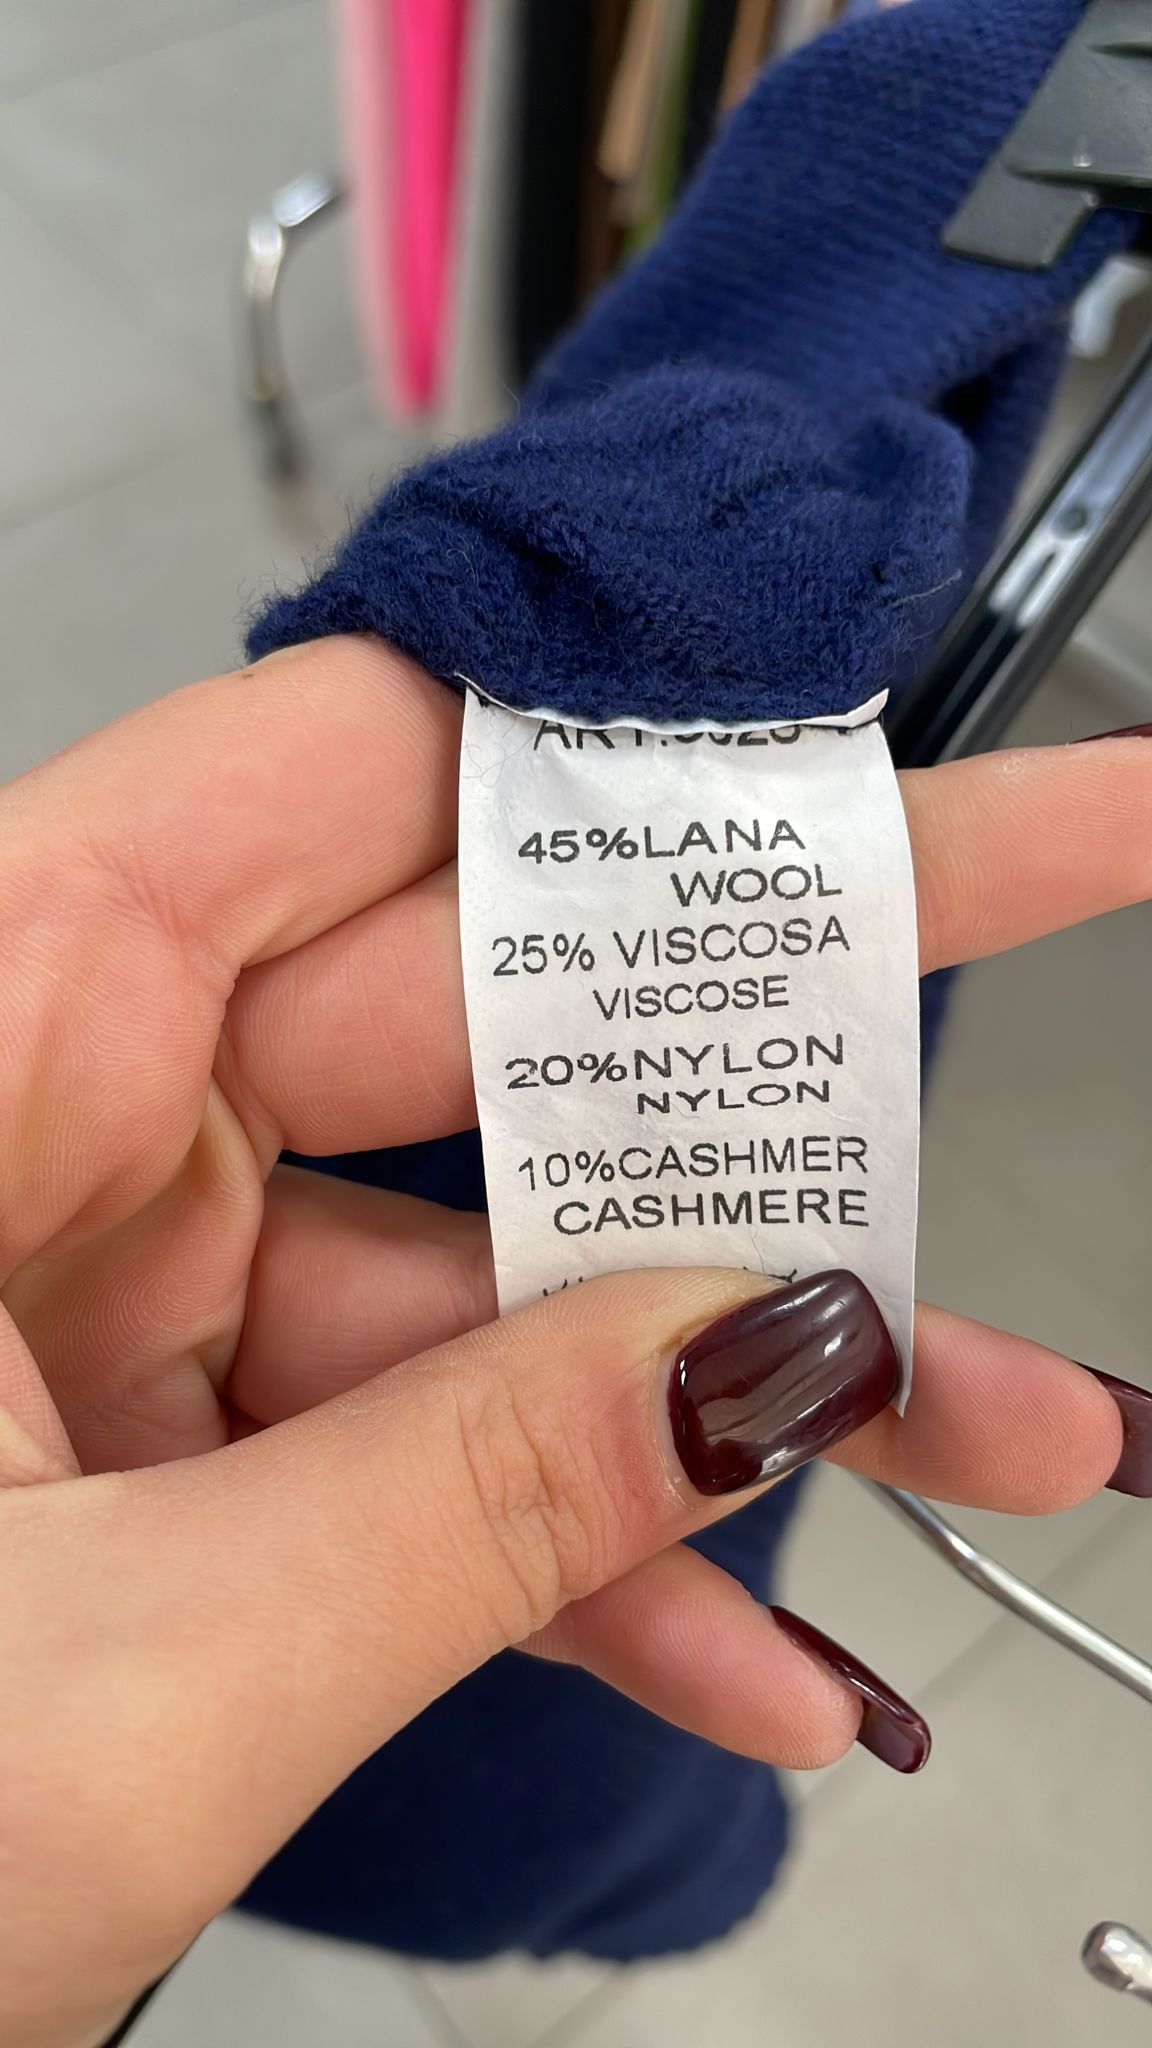 45%LANA
WOOL
25% VISCOSA
VISCOSE
20%NYLON
NYLON
10%CASHMER
CASHMERE